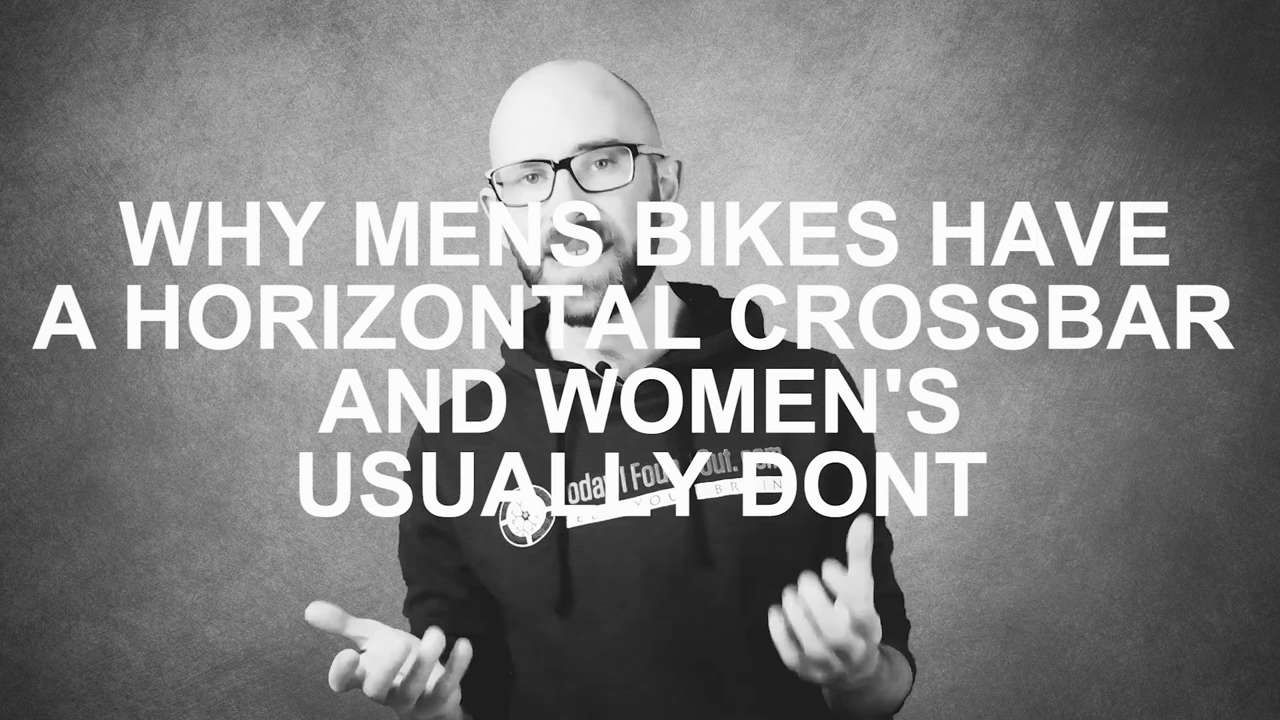 WHY MENS BIKES HAVE
A HORIZONTAL CROSSBAR
AND WOMEN'S
USUALLY DONT